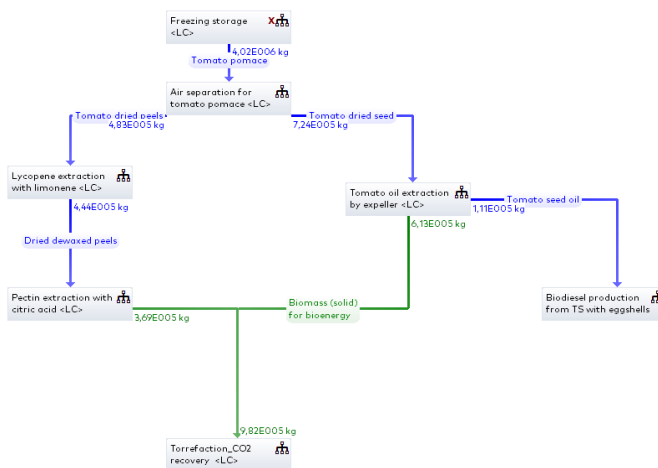 Freezing storage
<LC>
X
4,02E006 kg
Tomato pomace
Air separation for
tomato pomace <LC>
Tomato dried peels
4,83E005 kg
Tomato dried seed
7,24E005 kg
Lycopene extraction
with limonene <LC>
4,44E005 kg
Tomato oil extraction
by expeller <LC>
Tomato seed oil
1,11E005 kg
6,13E005 kg
Dried dewaxed peels
Pectin extraction with
citric acid <LC>
3,69E005 kg
Biomass (solid)
for bioenergy
Biodiesel production
from TS with eggshells
9,82E005 kg
Torrefaction_CO2
recovery <LC>